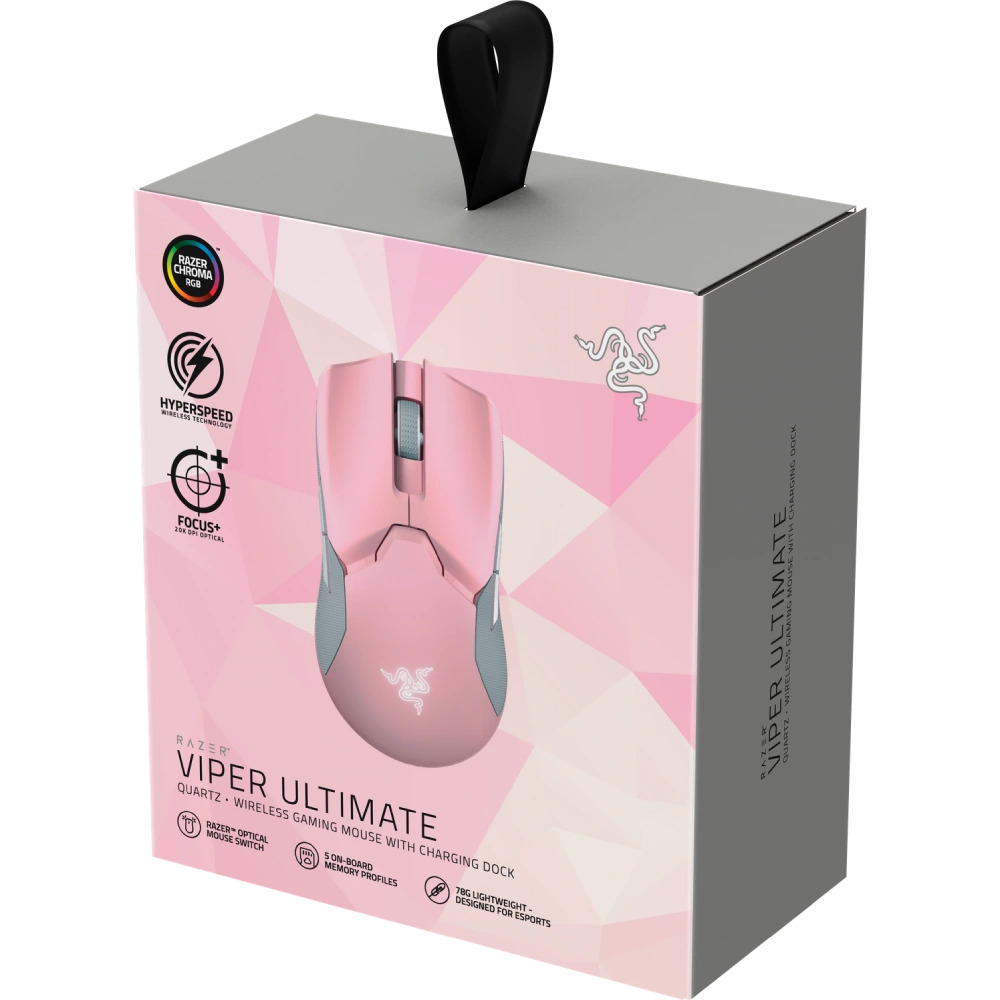 RAZER
CHROMA
RGB
™
HYPERSPEED
WIRELESS TECHNOLOGY
FOCUS+
20K DPI OPTICAL
RAZER™
VIPER ULTIMATE
QUARTZ • WIRELESS GAMING MOUSE WITH CHARGING DOCK
RAZER™ OPTICAL
MOUSE SWITCH
5 ON-BOARD
MEMORY PROFILES
78G LIGHTWEIGHT –
DESIGNED FOR ESPORTS
RAZER™
VIPER ULTIMATE
QUARTZ • WIRELESS GAMING MOUSE WITH CHARGING DOCK